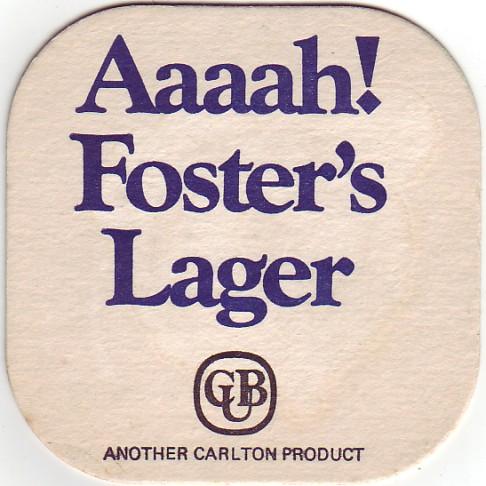 Aaaah!
Foster's
Lager
CUB
ANOTHER CARLTON PRODUCT